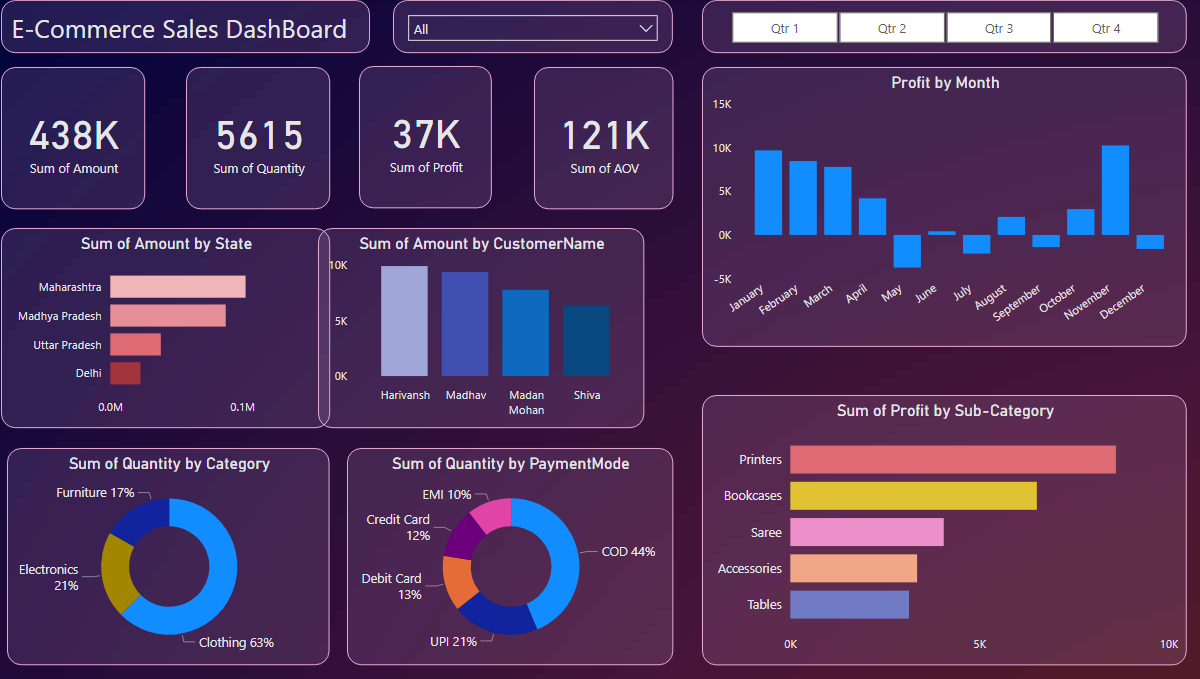 E-Commerce Sales DashBoard
All
Qtr 1
Qtr 2
Qtr 3
Qtr 4
438K
Sum of Amount
5615
Sum of Quantity
37K
Sum of Profit
121K
Sum of AOV
Profit by Month
15K
10K
5K
0K
-5K
January
February
March
April
May
June
July
August
September
October
November
December
Sum of Amount by State
Maharashtra
Madhya Pradesh
Uttar Pradesh
Delhi
0.0M
0.1M
Sum of Amount by CustomerName
10K
5K
0K
Harivansh
Madhav
Madan
Mohan
Shiva
Sum of Quantity by Category
Furniture 17%
Electronics
21%
Clothing 63%
Sum of Quantity by PaymentMode
EMI 10%
Credit Card
12%
Debit Card
13%
UPI 21%
COD 44%
Sum of Profit by Sub-Category
Printers
Bookcases
Saree
Accessories
Tables
0K
5K
10K